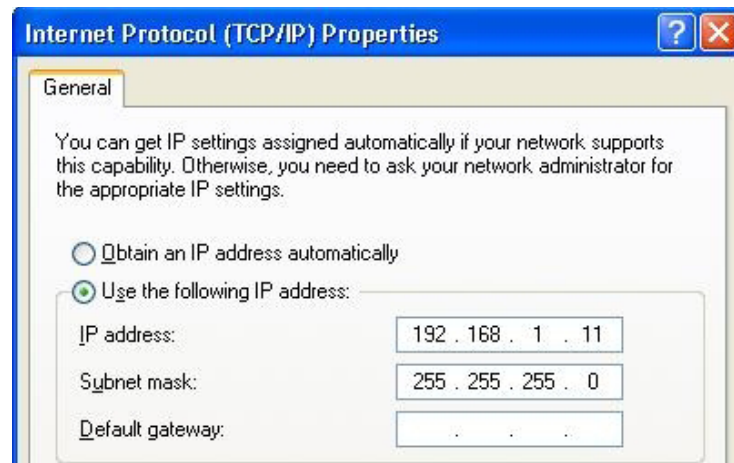 Internet Protocol (TCP/IP) Properties
General
You can get IP settings assigned automatically if your network supports
this capability. Otherwise, you need to ask your network administrator for
the appropriate IP settings.
Obtain an IP address automatically
Use the following IP address:
IP address: 192 . 168 . 1 . 11
Subnet mask: 255 . 255 . 255 . 0
Default gateway: . . .